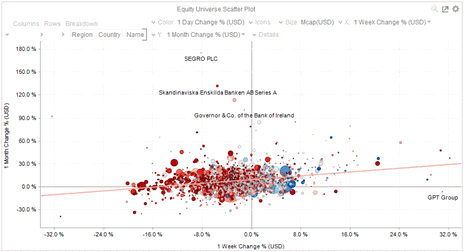 Equity Universe Scatter Plot
Columns Rows Breakdowns
Color: 1 Day Change % (USD) Icons Size: Mcap(USD) X: 1 Week Change % (USD)
Region Country Name Y: 1 Month Change % (USD) Details
180.0 %
SEGRO PLC
150.0 %
120.0 %
Skandinaviska Enskilda Banken AB Series A
90.0 %
Governor & Co. of the Bank of Ireland
60.0 %
30.0 %
0.0 %
GPT Group
-30.0 %
1 Month Change %, (USD)
-32.0 % -24.0 % -16.0 % -8.0 % 0.0 % 8.0 % 16.0 % 24.0 % 32.0 %
1 Week Change % (USD)